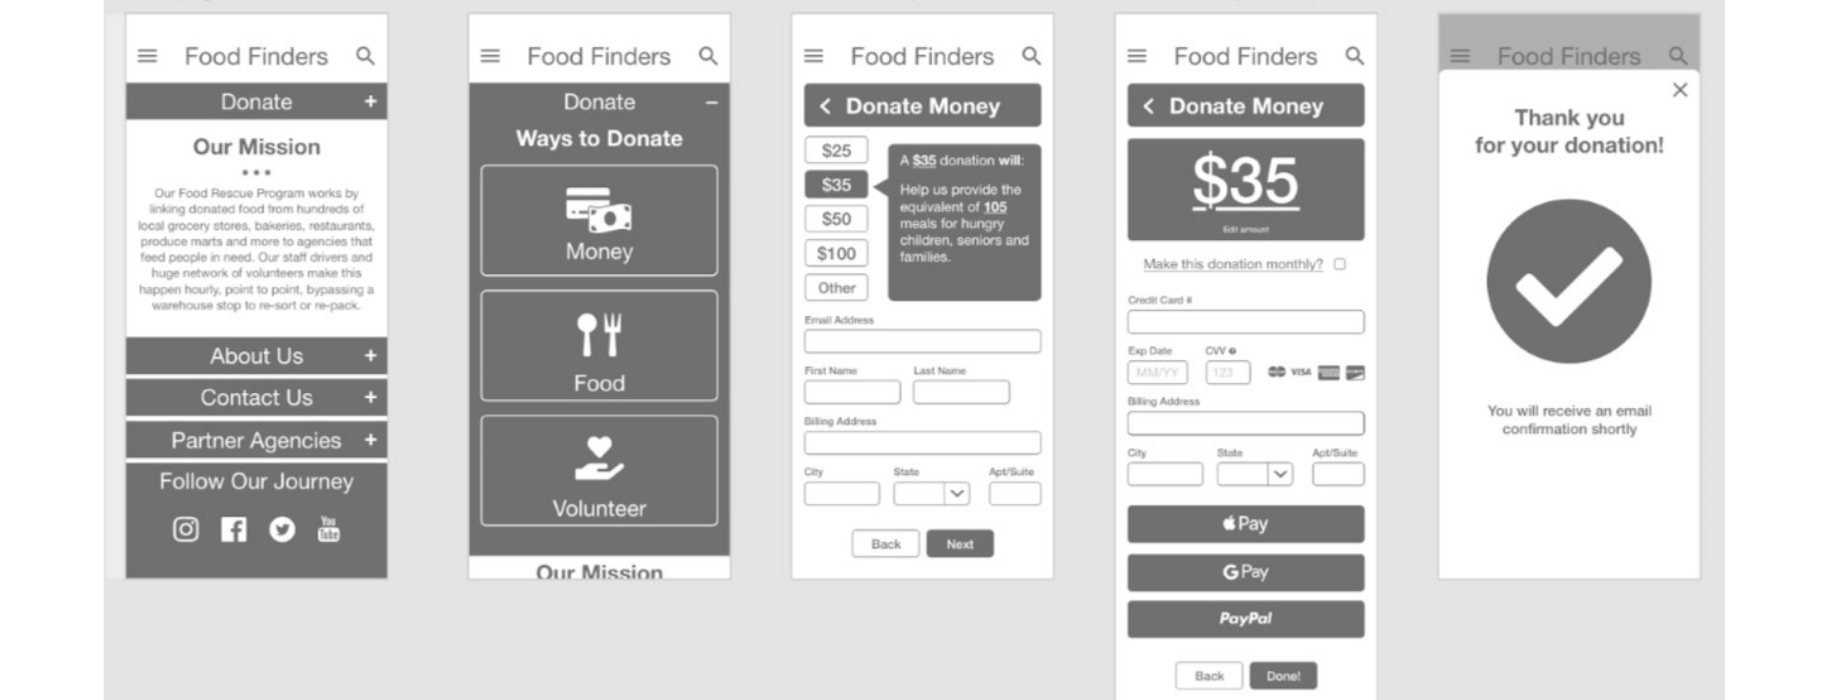 Food Finders
Donate +
Our Mission
Our Food Rescue Program works by
linking donated food from hundreds of
local grocery stores, bakeries, restaurants,
produce marts and more to agencies that
feed people in need. Our staff drivers and
huge network of volunteers make this
happen hourly, point to point, bypassing a
warehouse stop to re-sort or re-pack.
About Us +
Contact Us +
Partner Agencies +
Follow Our Journey
You
Tube
Food Finders
Donate –
Ways to Donate
Money
Food
Volunteer
Our Mission
Food Finders
< Donate Money
$25
$35
$50
$100
Other
A $35 donation will:
Help us provide the
equivalent of 105
meals for hungry
children, seniors and
families.
Email Address
First Name Last Name
Billing Address
City State Apt/Suite
Back Next
Food Finders
< Donate Money
$35
Edit amount
Make this donation monthly?
Credit Card #
Exp Date CVV
MM/YY 123 VISA
Billing Address
City State Apt/Suite
Pay
G Pay
PayPal
Back Done!
Food Finders
Thank you
for your donation!
You will receive an email
confirmation shortly